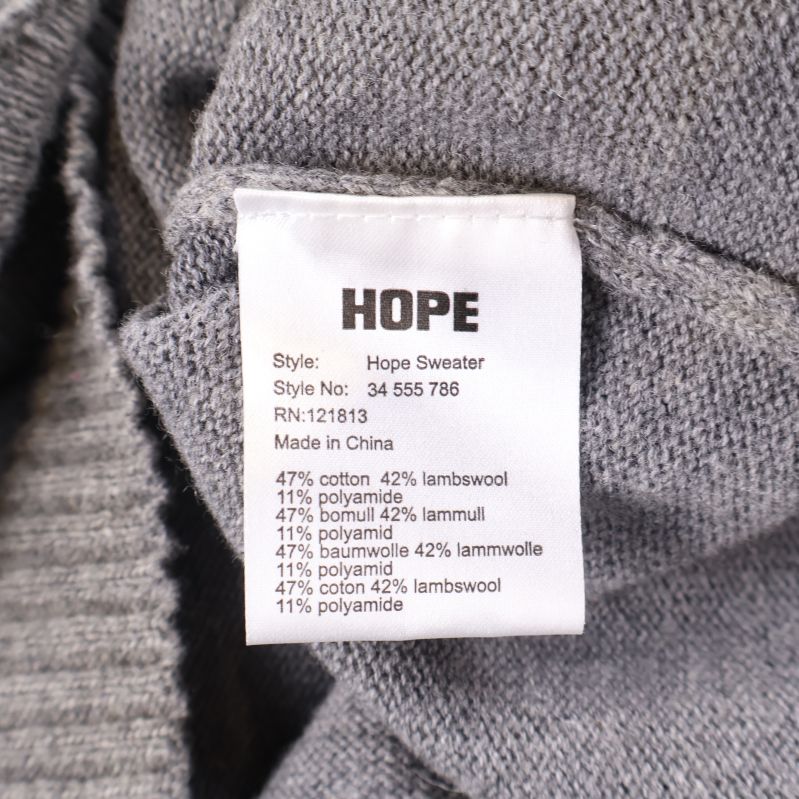 HOPE
Style: Hope Sweater
Style No: 34 555 786
RN:121813
Made in China
47% cotton 42% lambswool
11% polyamide
47% bomull 42% lammull
11% polyamid
47% baumwolle 42% lammwolle
11% polyamid
47% coton 42% lambswool
11% polyamide